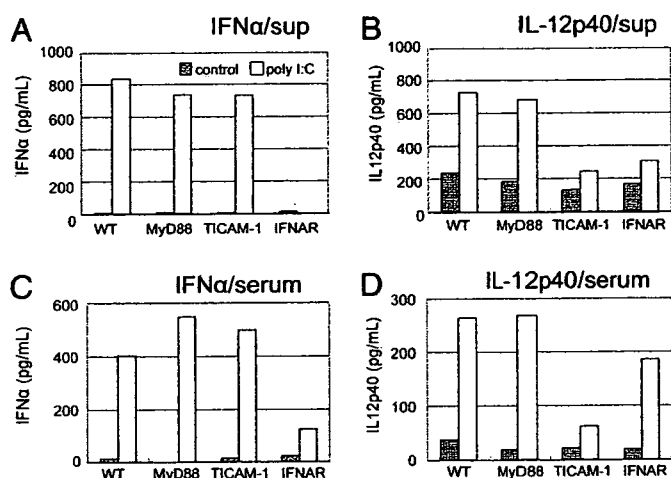 A
IFNα/sup
IFNα (pg/mL)
1000
800
600
400
200
0
control
poly I:C
WT MyD88 TICAM-1 IFNAR
B
IL-12p40/sup
IL12p40 (pg/mL)
1000
800
600
400
200
0
WT MyD88 TICAM-1 IFNAR
C
IFNα/serum
IFNα (pg/mL)
600
400
200
0
WT MyD88 TICAM-1 IFNAR
D
IL-12p40/serum
IL12p40 (pg/mL)
300
200
100
0
WT MyD88 TICAM-1 IFNAR